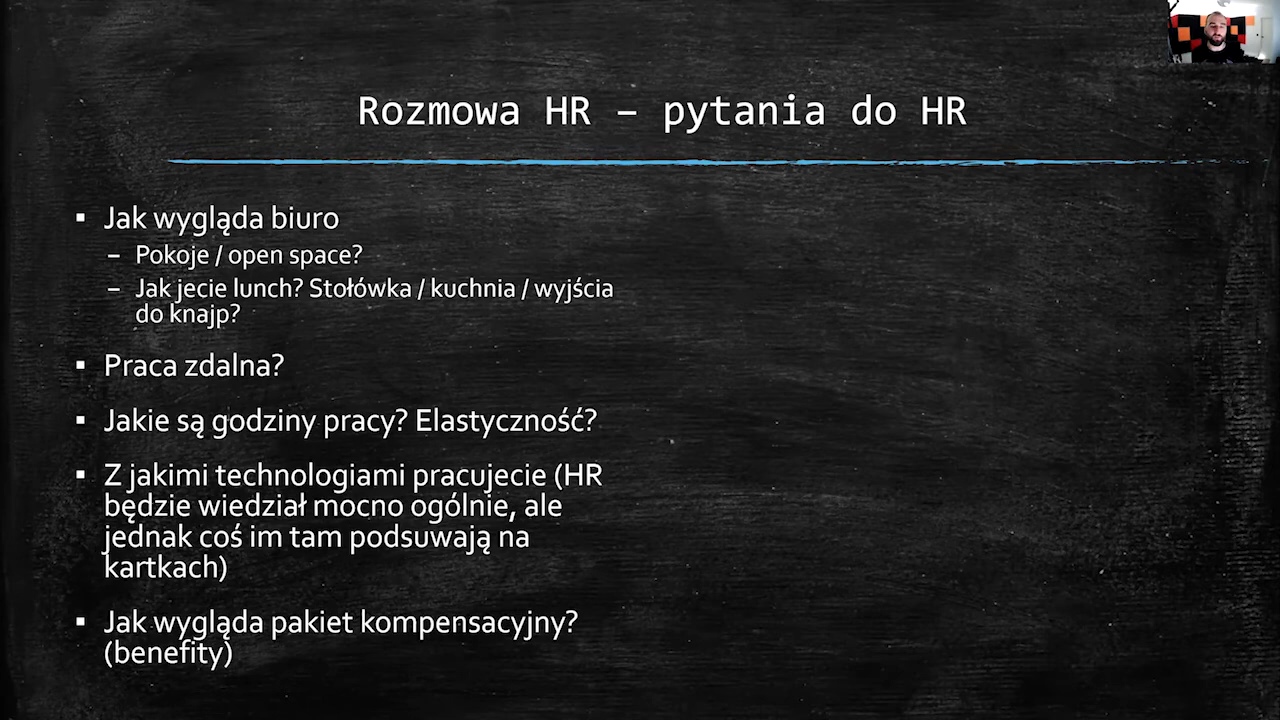 Rozmowa HR – pytania do HR
▪ Jak wygląda biuro
– Pokoje / open space?
– Jak jecie lunch? Stołówka / kuchnia / wyjścia
do knajp?
▪ Praca zdalna?
▪ Jakie są godziny pracy? Elastyczność?
▪ Z jakimi technologiami pracujecie (HR
będzie wiedział mocno ogólnie, ale
jednak coś im tam podsuwają na
kartkach)
▪ Jak wygląda pakiet kompensacyjny?
(benefity)